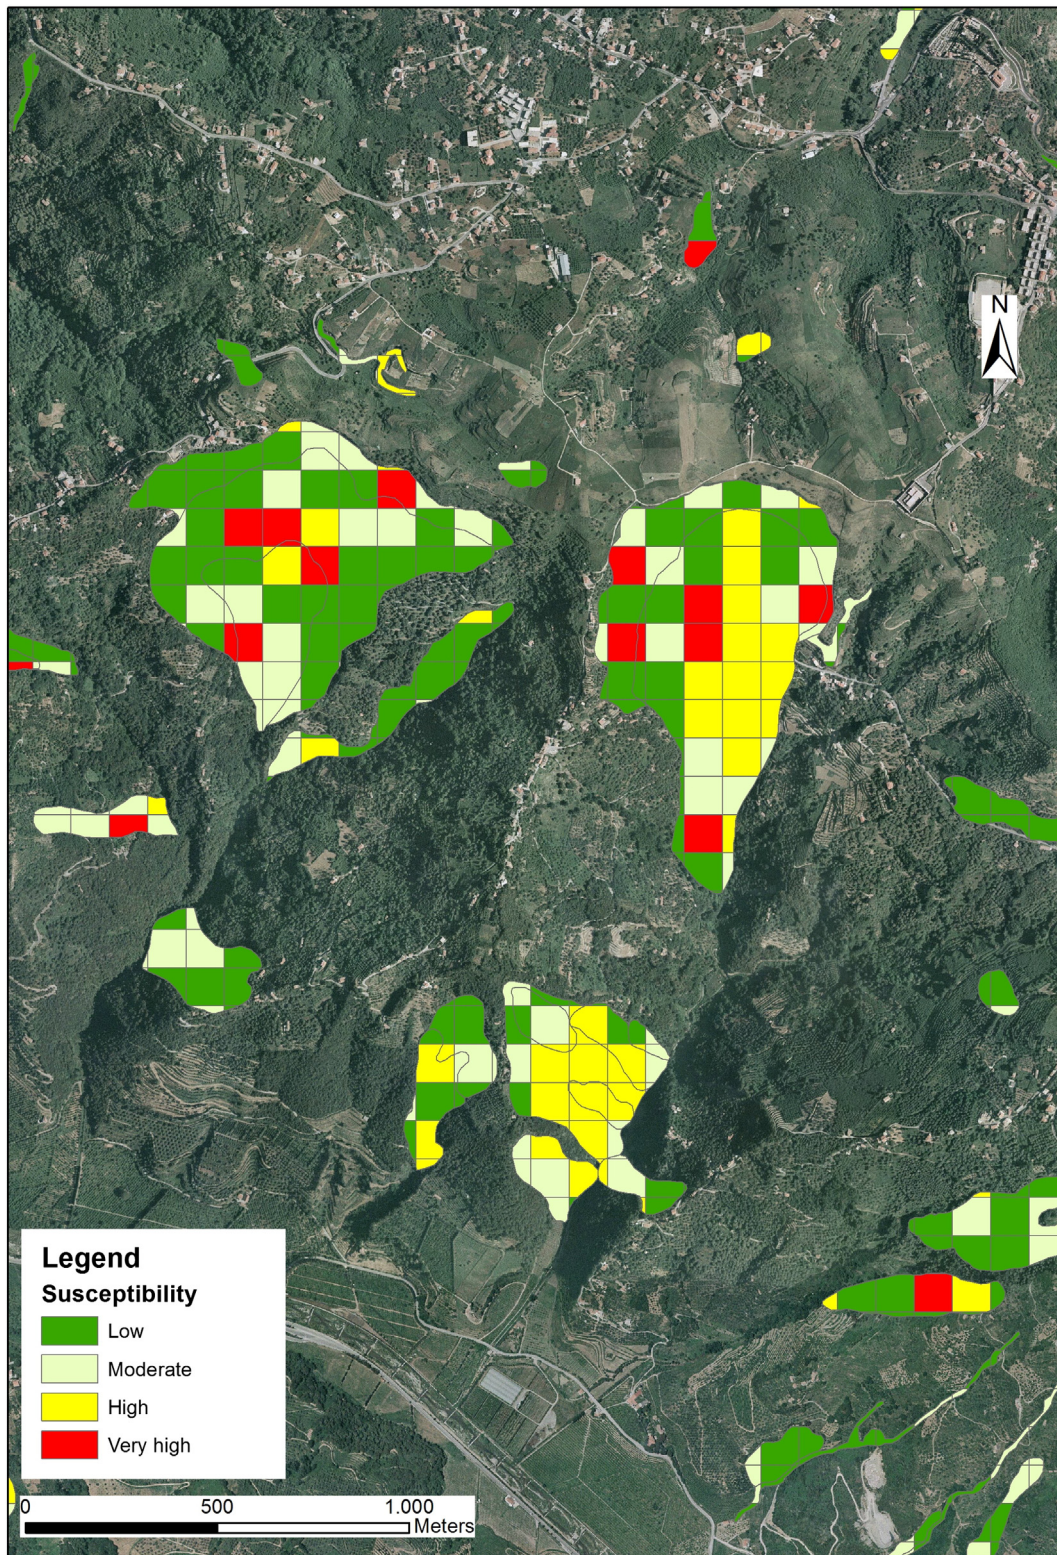 N
Legend
Susceptibility
Low
Moderate
High
Very high
0 500 1.000
Meters